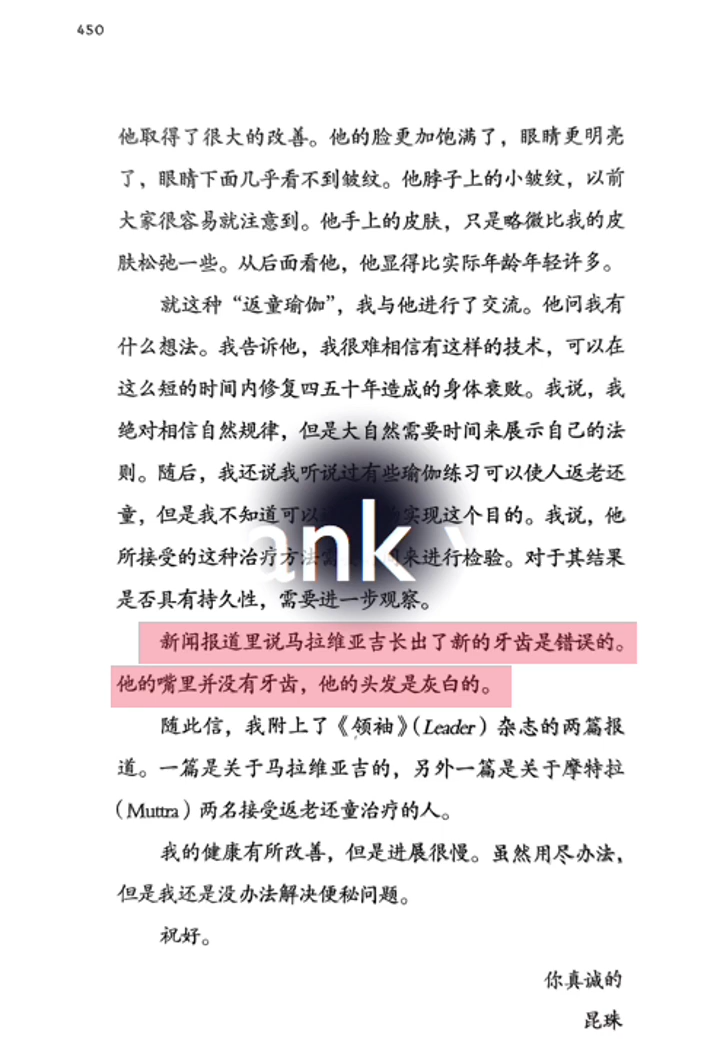 450
他取得了很大的改善。他的脸更加饱满了，眼睛更明亮
了，眼睛下面几乎看不到皱纹。他脖子上的小皱纹，以前
大家很容易就注意到。他手上的皮肤，只是略微比我的皮
肤松弛一些。从后面看他，他显得比实际年龄年轻许多。
就这种“返童瑜伽”，我与他进行了交流。他问我有
什么想法。我告诉他，我很难相信有这样的技术，可以在
这么短的时间内修复四五十年造成的身体衰败。我说，我
绝对相信自然规律，但是大自然需要时间来展示自己的法
则。随后，我还说我听说过有些瑜伽练习可以使人返老还
童，但是我不知道可以 实现这个目的。我说，他
ank
所接受的这种治疗方法 来进行检验。对于其结果
是否具有持久性，需要进一步观察。
新闻报道里说马拉维亚吉长出了新的牙齿是错误的。
他的嘴里并没有牙齿，他的头发是灰白的。
随此信，我附上了《领袖》（Leader）杂志的两篇报
道。一篇是关于马拉维亚吉的，另外一篇是关于摩特拉
（Muttra）两名接受返老还童治疗的人。
我的健康有所改善，但是进展很慢。虽然用尽办法，
但是我还是没办法解决便秘问题。
祝好。
你真诚的
昆珠